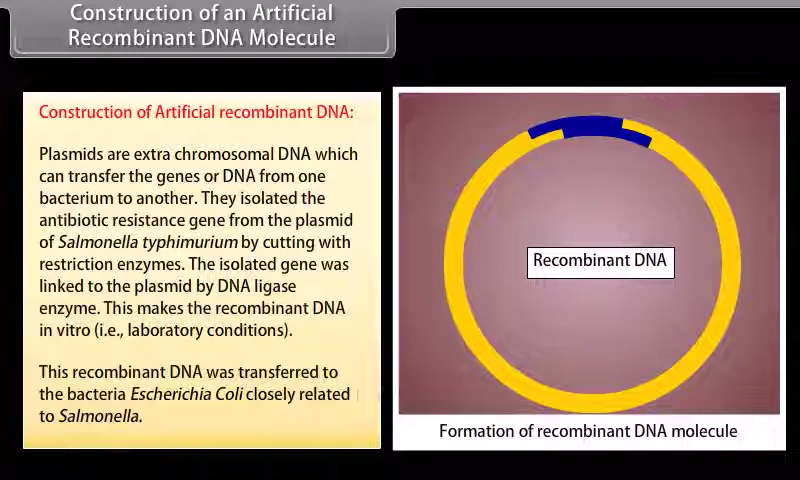 Construction of an Artificial
Recombinant DNA Molecule
Construction of Artificial recombinant DNA:
Plasmids are extra chromosomal DNA which
can transfer the genes or DNA from one
bacterium to another. They isolated the
antibiotic resistance gene from the plasmid
of Salmonella typhimurium by cutting with
restriction enzymes. The isolated gene was
linked to the plasmid by DNA ligase
enzyme. This makes the recombinant DNA
in vitro (i.e., laboratory conditions).
This recombinant DNA was transferred to
the bacteria Escherichia Coli closely related
to Salmonella.
Recombinant DNA
Formation of recombinant DNA molecule